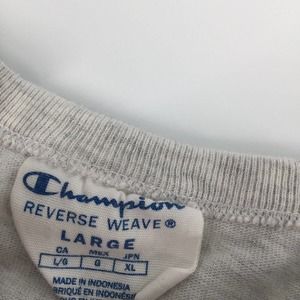 Champion
REVERSE WEAVE®
LARGE
CA MEX JPN
L/G G XL
MADE IN INDONESIA
FABRIQUÉ EN INDONÉSIE